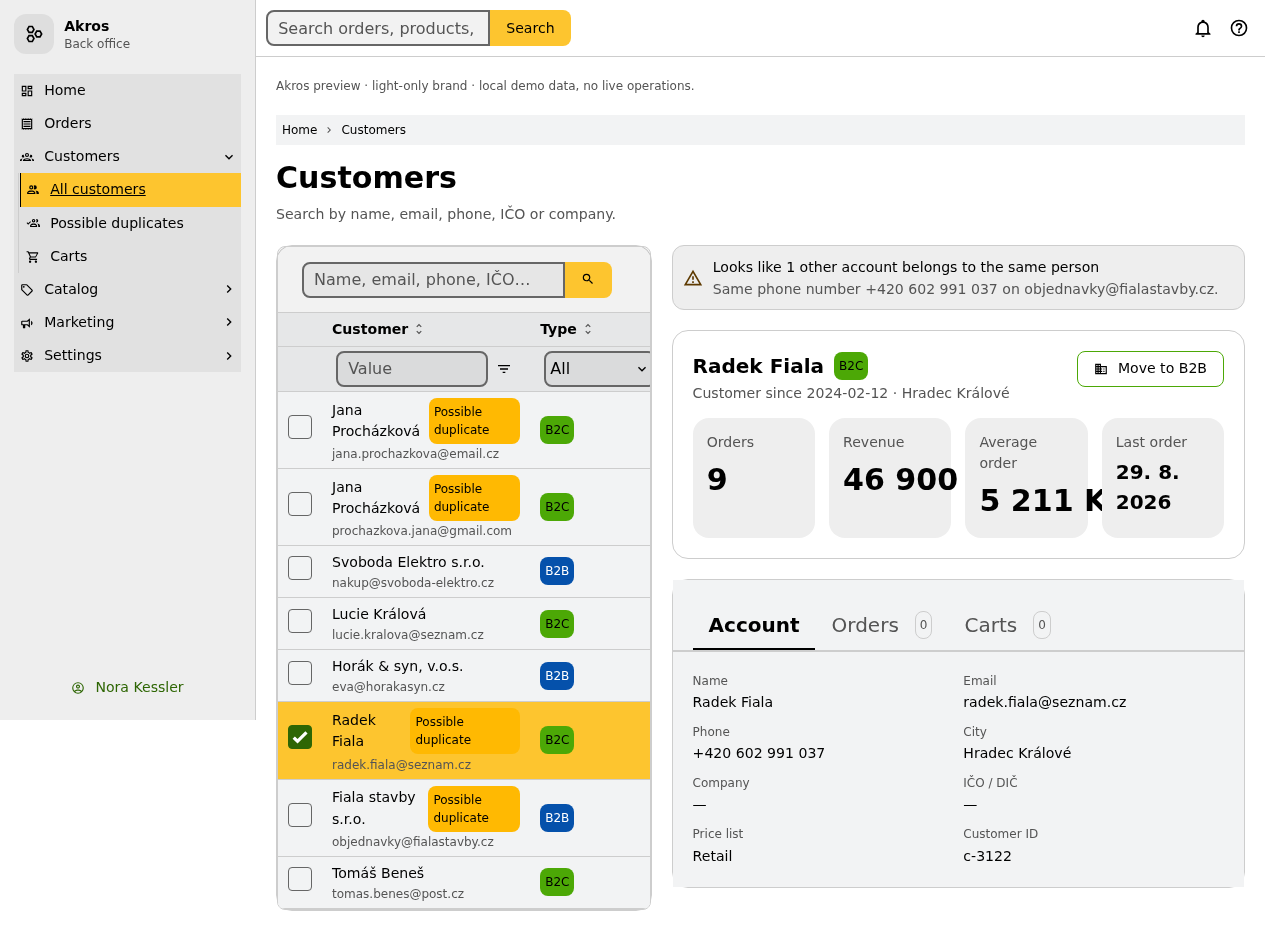 Akros
Back office
Search orders, products,
Search
Home
Orders
Customers
All customers
Possible duplicates
Carts
Catalog
Marketing
Settings
Nora Kessler
Akros preview · light-only brand · local demo data, no live operations.
Home › Customers
Customers
Search by name, email, phone, IČO or company.
Name, email, phone, IČO…
Customer Type
Value All
Jana Procházková
Possible duplicate
B2C
jana.prochazkova@email.cz
Jana Procházková
Possible duplicate
B2C
prochazkova.jana@gmail.com
Svoboda Elektro s.r.o.
B2B
nakup@svoboda-elektro.cz
Lucie Králová
B2C
lucie.kralova@seznam.cz
Horák & syn, v.o.s.
B2B
eva@horakasyn.cz
Radek Fiala
Possible duplicate
B2C
radek.fiala@seznam.cz
Fiala stavby s.r.o.
Possible duplicate
B2B
objednavky@fialastavby.cz
Tomáš Beneš
B2C
tomas.benes@post.cz
Looks like 1 other account belongs to the same person
Same phone number +420 602 991 037 on objednavky@fialastavby.cz.
Radek Fiala B2C
Move to B2B
Customer since 2024-02-12 · Hradec Králové
Orders
9
Revenue
46 900
Average order
5 211 K
Last order
29. 8. 2026
Account Orders 0 Carts 0
Name
Radek Fiala
Email
radek.fiala@seznam.cz
Phone
+420 602 991 037
City
Hradec Králové
Company
—
IČO / DIČ
—
Price list
Retail
Customer ID
c-3122